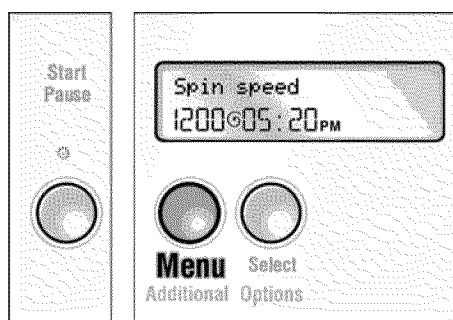 Start
Pause
Spin speed
1200 05:20PM
Menu
Select
Additional Options